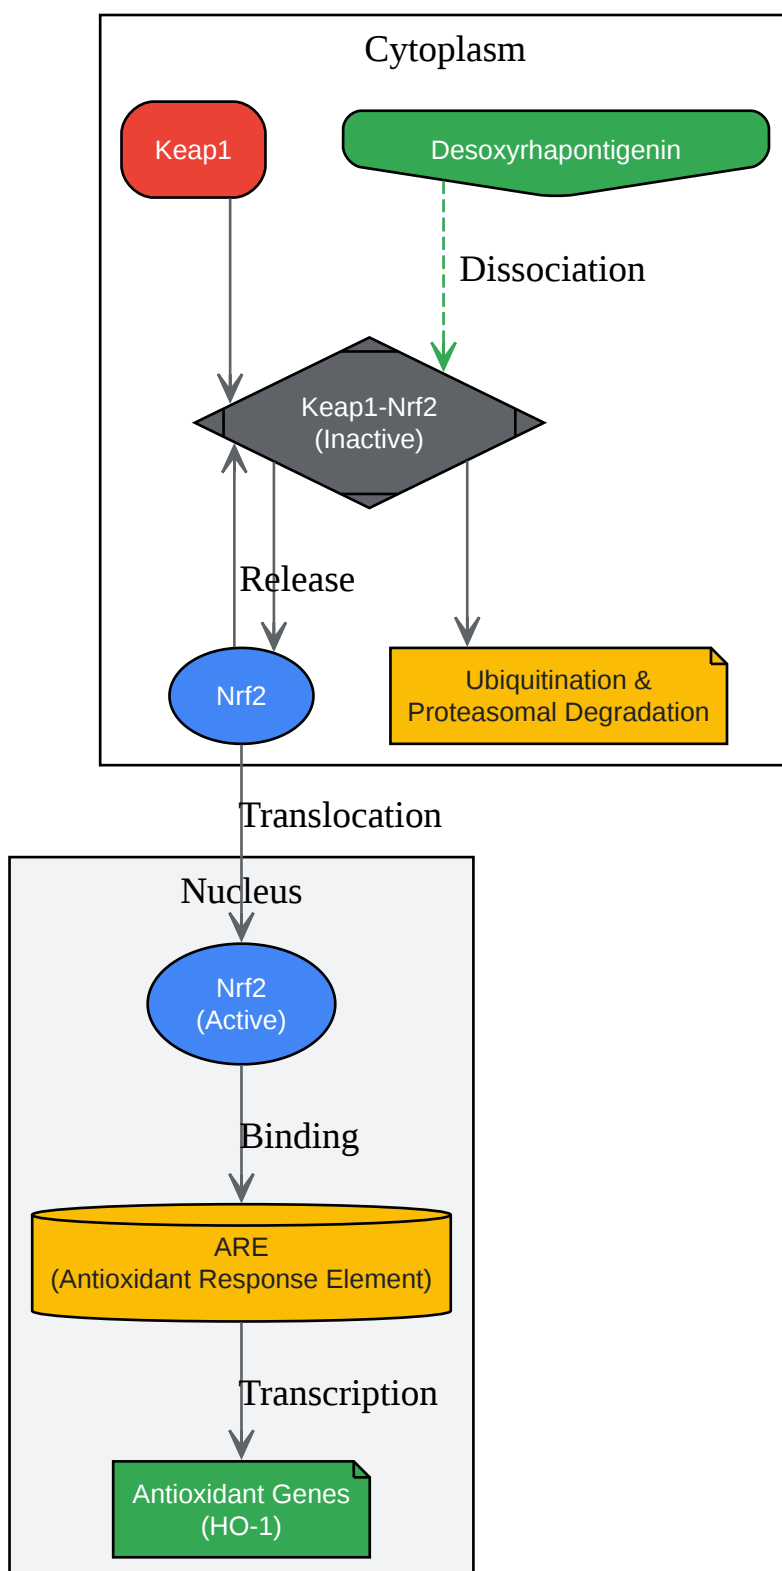 Cytoplasm
Keap1
Desoxyrhapontigenin
Dissociation
Keap1-Nrf2
(Inactive)
Release
Nrf2
Ubiquitination &
Proteasomal Degradation
Translocation
Nucleus
Nrf2
(Active)
Binding
ARE
(Antioxidant Response Element)
Transcription
Antioxidant Genes
(HO-1)